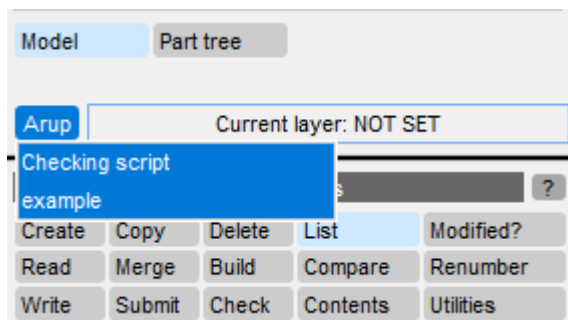 Model Part tree
Arup Current layer: NOT SET
Checking script
example
s ?
Create Copy Delete List Modified?
Read Merge Build Compare Renumber
Write Submit Check Contents Utilities